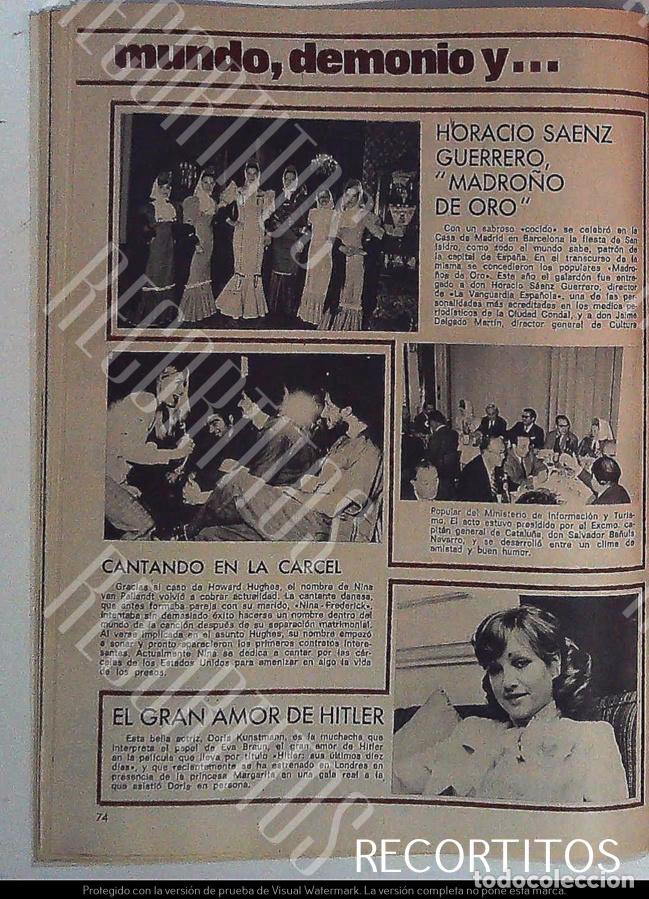 mundo, demonio y...
HORACIO SAENZ
GUERRERO,
"MADROÑO
DE ORO"
Con un sabroso «cocido» se celebró en la
Casa de Madrid en Barcelona la fiesta de San
Isidro, como todo el mundo sabe, patrón de
la capital de España. En el transcurso de la
misma se concedieron los populares «Madro-
ños de Oro». Este año el galardón fue entre-
gado a don Horacio Sáenz Guerrero, director
de «La Vanguardia Española», una de las per-
sonalidades más acreditadas en los medios pe-
riodísticos de la Ciudad Condal, y a don Jaime
Delgado Martín, director general de Cultura
Popular del Ministerio de Información y Turis-
mo. El acto estuvo presidido por el Excmo. ca-
pitán general de Cataluña, don Salvador Bañuls
Navarro, y se desarrolló entre un clima de
amistad y buen humor.
CANTANDO EN LA CARCEL
Gracias al caso de Howard Hughes, el nombre de Nina
van Pallandt volvió a cobrar actualidad. La cantante danesa,
que antes formaba pareja con su marido, «Nina-Frederick»,
intentaba sin demasiado éxito hacerse un nombre dentro del
mundo de la canción después de su separación matrimonial.
Al verse implicada en el asunto Hughes, su nombre empezó
a sonar y pronto aparecieron los primeros contratos intere-
santes. Actualmente Nina se dedica a cantar por las cár-
celes de los Estados Unidos para amenizar en algo la vida
de los presos.
EL GRAN AMOR DE HITLER
Esta bella actriz, Doris Kunstmann, es la muchacha que
interpreta el papel de Eva Braun, el gran amor de Hitler
en la película que lleva por título «Hitler: sus últimos diez
días», y que recientemente se ha estrenado en Londres en
presencia de la princesa Margarita en una gala real a la
que asistió Doris en persona.
74
RECORTITOS
RECORTITOS
RECORTITOS
RECORTITOS
todocoleccion.net
Protegido con la versión de prueba de Visual Watermark. La versión completa no pone esta marca.